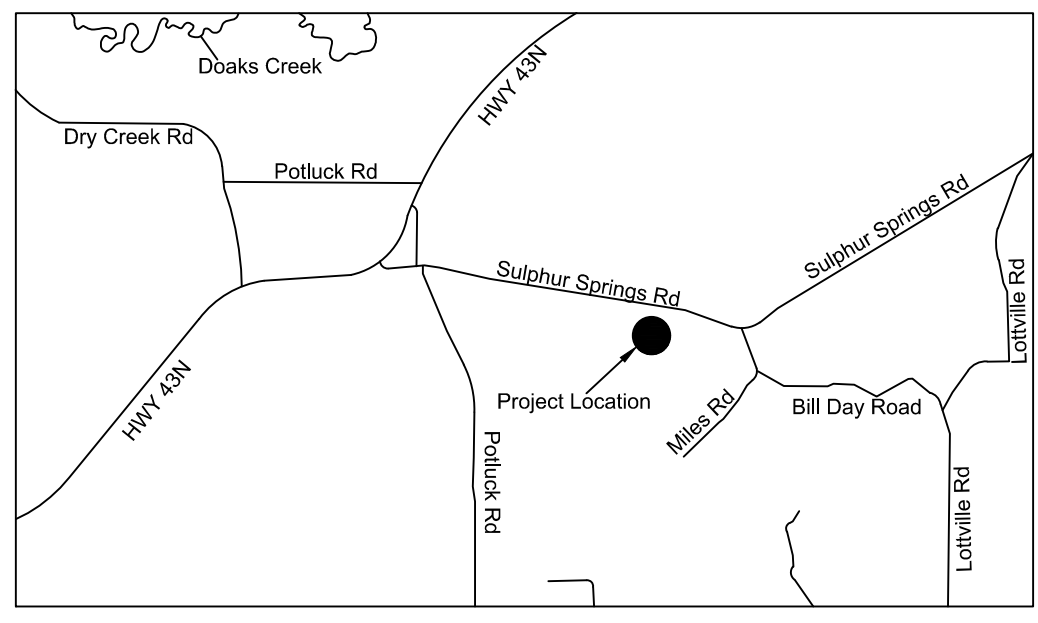 Doaks Creek
HWY 43N
Dry Creek Rd
Potluck Rd
Sulphur Springs Rd
Sulphur Springs Rd
Lottville Rd
HWY 43N
Project Location
Miles Rd
Bill Day Road
Potluck Rd
Lottville Rd